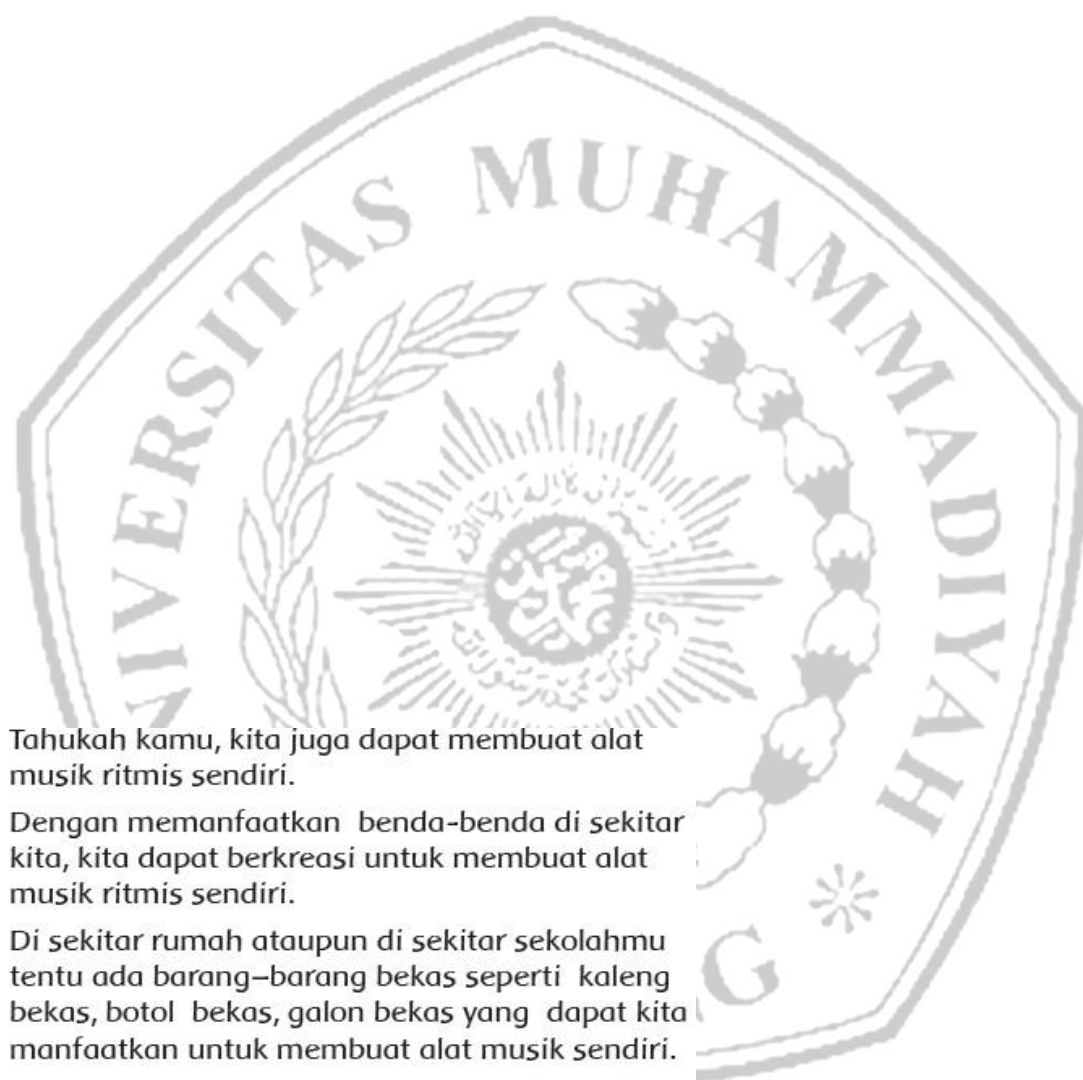 UNIVERSITAS MUHAMMADIYAH
Tahukah kamu, kita juga dapat membuat alat
musik ritmis sendiri.
Dengan memanfaatkan benda-benda di sekitar
kita, kita dapat berkreasi untuk membuat alat
musik ritmis sendiri.
Di sekitar rumah ataupun di sekitar sekolahmu
tentu ada barang–barang bekas seperti kaleng
bekas, botol bekas, galon bekas yang dapat kita
manfaatkan untuk membuat alat musik sendiri.